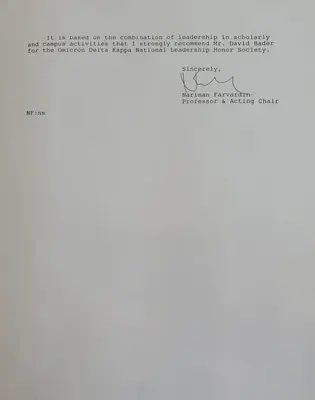 It is based on the combination of leadership in scholarly
and campus activities that I strongly recommend Mr. David Bader
for the Omicron Delta Kappa National Leadership Honor Society.
Sincerely,
Nariman Farvardin
Professor & Acting Chair
NF:nm